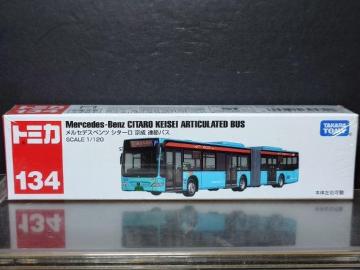 トミカ
134
Mercedes-Benz CITARO KEISEI ARTICULATED BUS
メルセデスベンツ シターロ 京成 連節バス
SCALE 1/120
TAKARA TOMY
本体左右可動